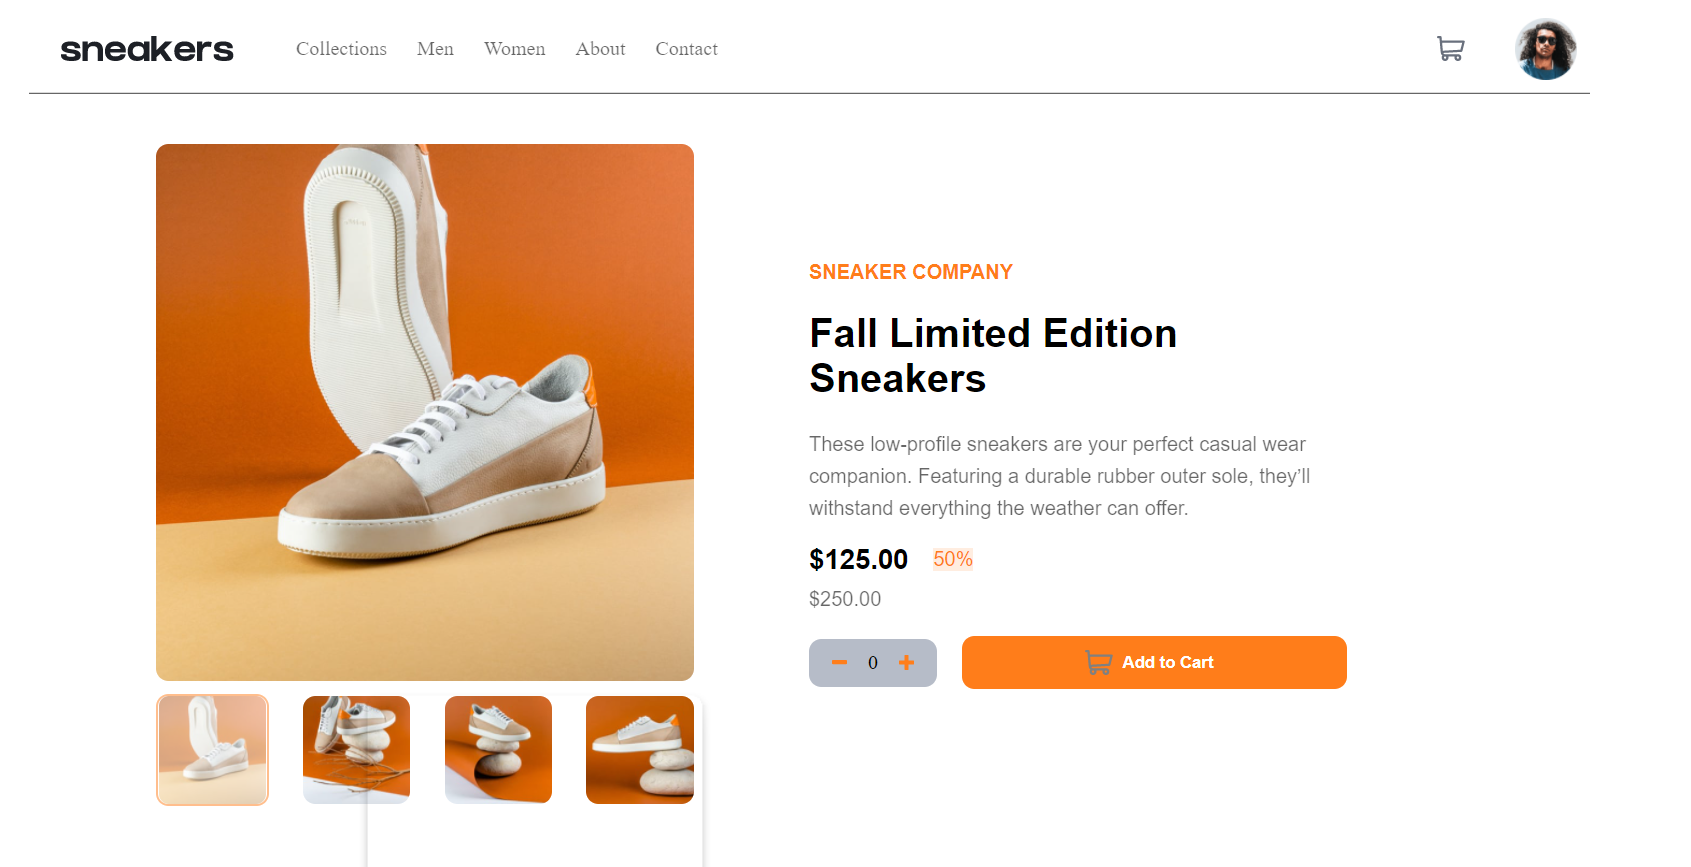 sneakers
Collections Men Women About Contact
SNEAKER COMPANY
Fall Limited Edition
Sneakers
These low-profile sneakers are your perfect casual wear
companion. Featuring a durable rubber outer sole, they’ll
withstand everything the weather can offer.
$125.00 50%
$250.00
0 Add to Cart